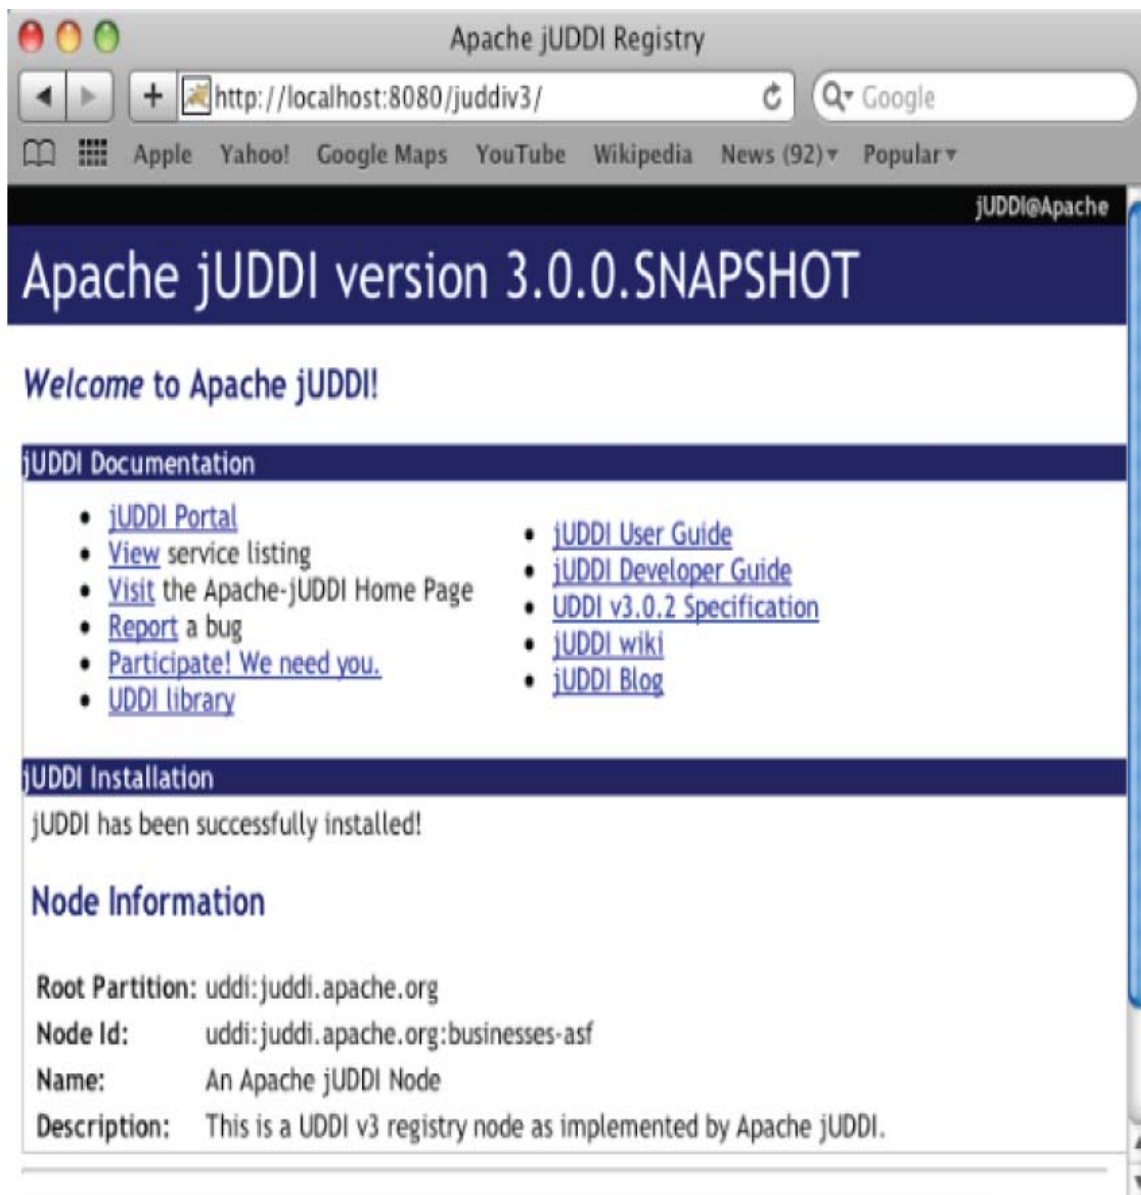 Apache jUDDI Registry
http://localhost:8080/juddiv3/
Google
Apple Yahoo! Google Maps YouTube Wikipedia News (92) Popular
jUDDI@Apache
Apache jUDDI version 3.0.0.SNAPSHOT
Welcome to Apache jUDDI!
jUDDI Documentation
jUDDI Portal
View service listing
Visit the Apache-jUDDI Home Page
Report a bug
Participate! We need you.
UDDI library
jUDDI User Guide
jUDDI Developer Guide
UDDI v3.0.2 Specification
jUDDI wiki
jUDDI Blog
jUDDI Installation
jUDDI has been successfully installed!
Node Information
Root Partition: uddi:juddi.apache.org
Node Id: uddi:juddi.apache.org:businesses-asf
Name: An Apache jUDDI Node
Description: This is a UDDI v3 registry node as implemented by Apache jUDDI.